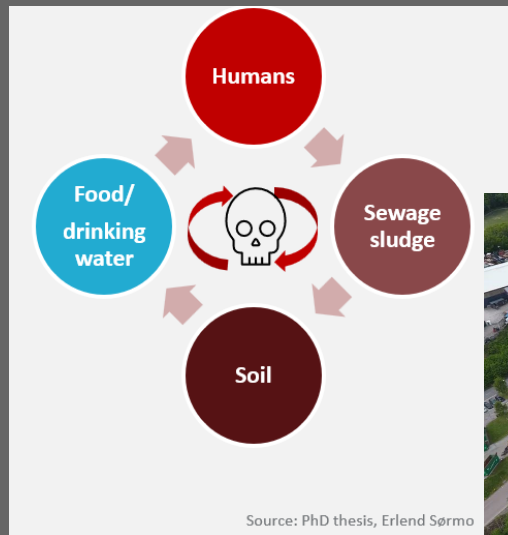 Humans
Food/
drinking
water
Sewage
sludge
Soil
Source: PhD thesis, Erlend Sørmo